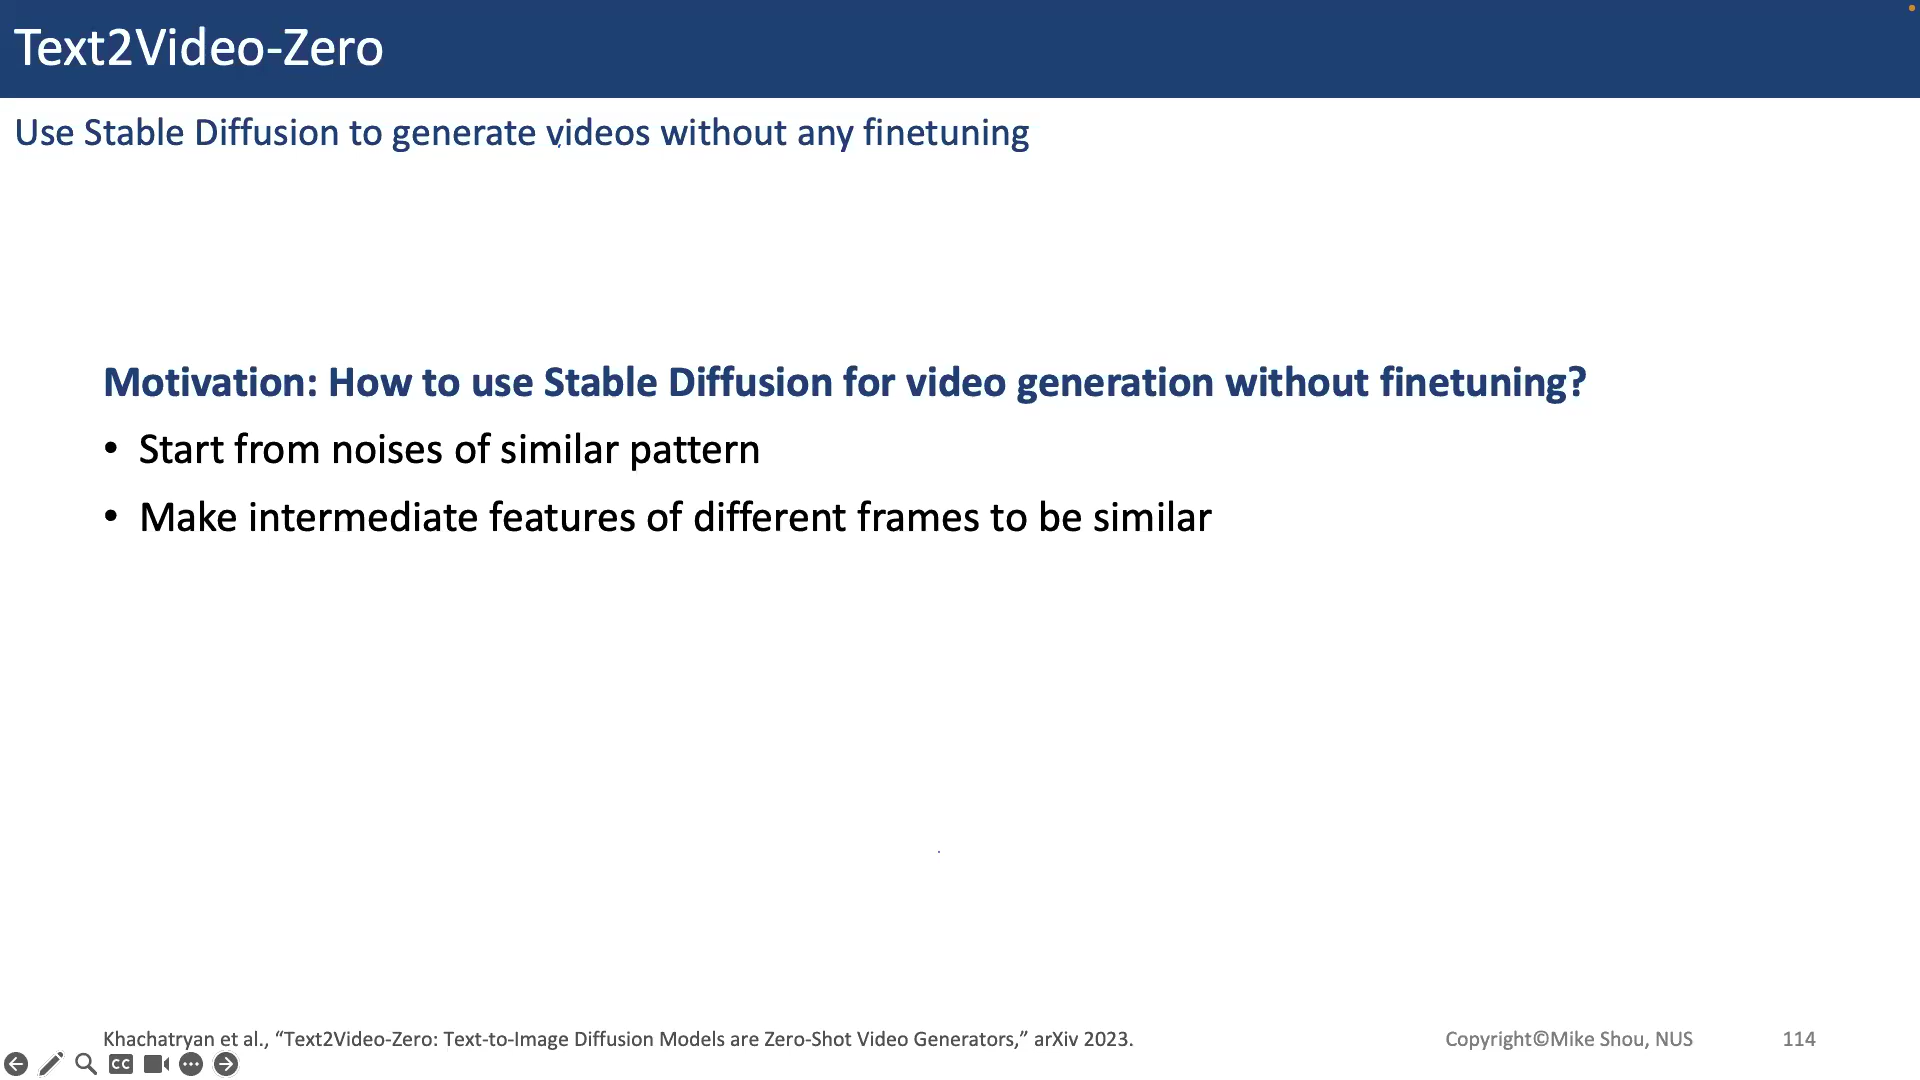 Text2Video-Zero
Use Stable Diffusion to generate videos without any finetuning
Motivation: How to use Stable Diffusion for video generation without finetuning?
• Start from noises of similar pattern
• Make intermediate features of different frames to be similar
Khachatryan et al., “Text2Video-Zero: Text-to-Image Diffusion Models are Zero-Shot Video Generators,” arXiv 2023.
Copyright©Mike Shou, NUS
114
CC